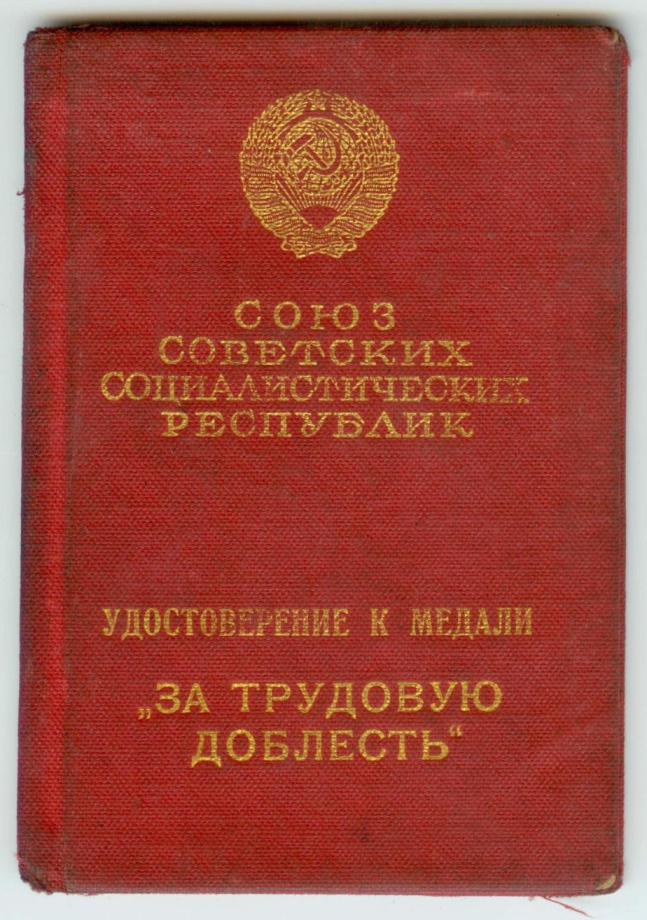 СОЮЗ
СОВЕТСКИХ
СОЦИАЛИСТИЧЕСКИХ
РЕСПУБЛИК
УДОСТОВЕРЕНИЕ К МЕДАЛИ
„ЗА ТРУДОВУЮ
ДОБЛЕСТЬ“